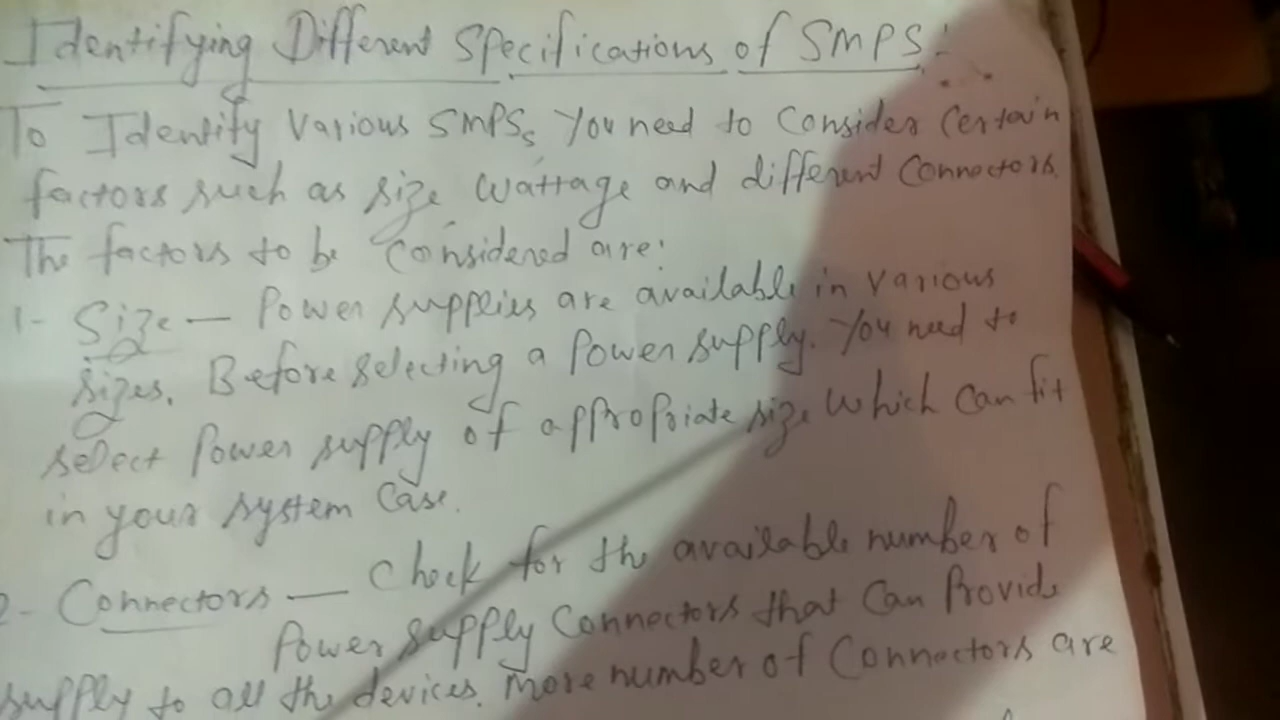 Identifying Different Specifications of SMPS:
To Identify Various SMPSs You need to Consider Certain
factors such as size, wattage and different Connectors.
The factors to be Considered are:
1- Size — Power supplies are available in various
sizes. Before selecting a Power supply. You need to
select Power supply of appropriate size which can fit
in your system Case.
2- Connectors — Check for the available number of
Power supply Connectors that Can Provide
supply to all the devices. More number of Connectors are